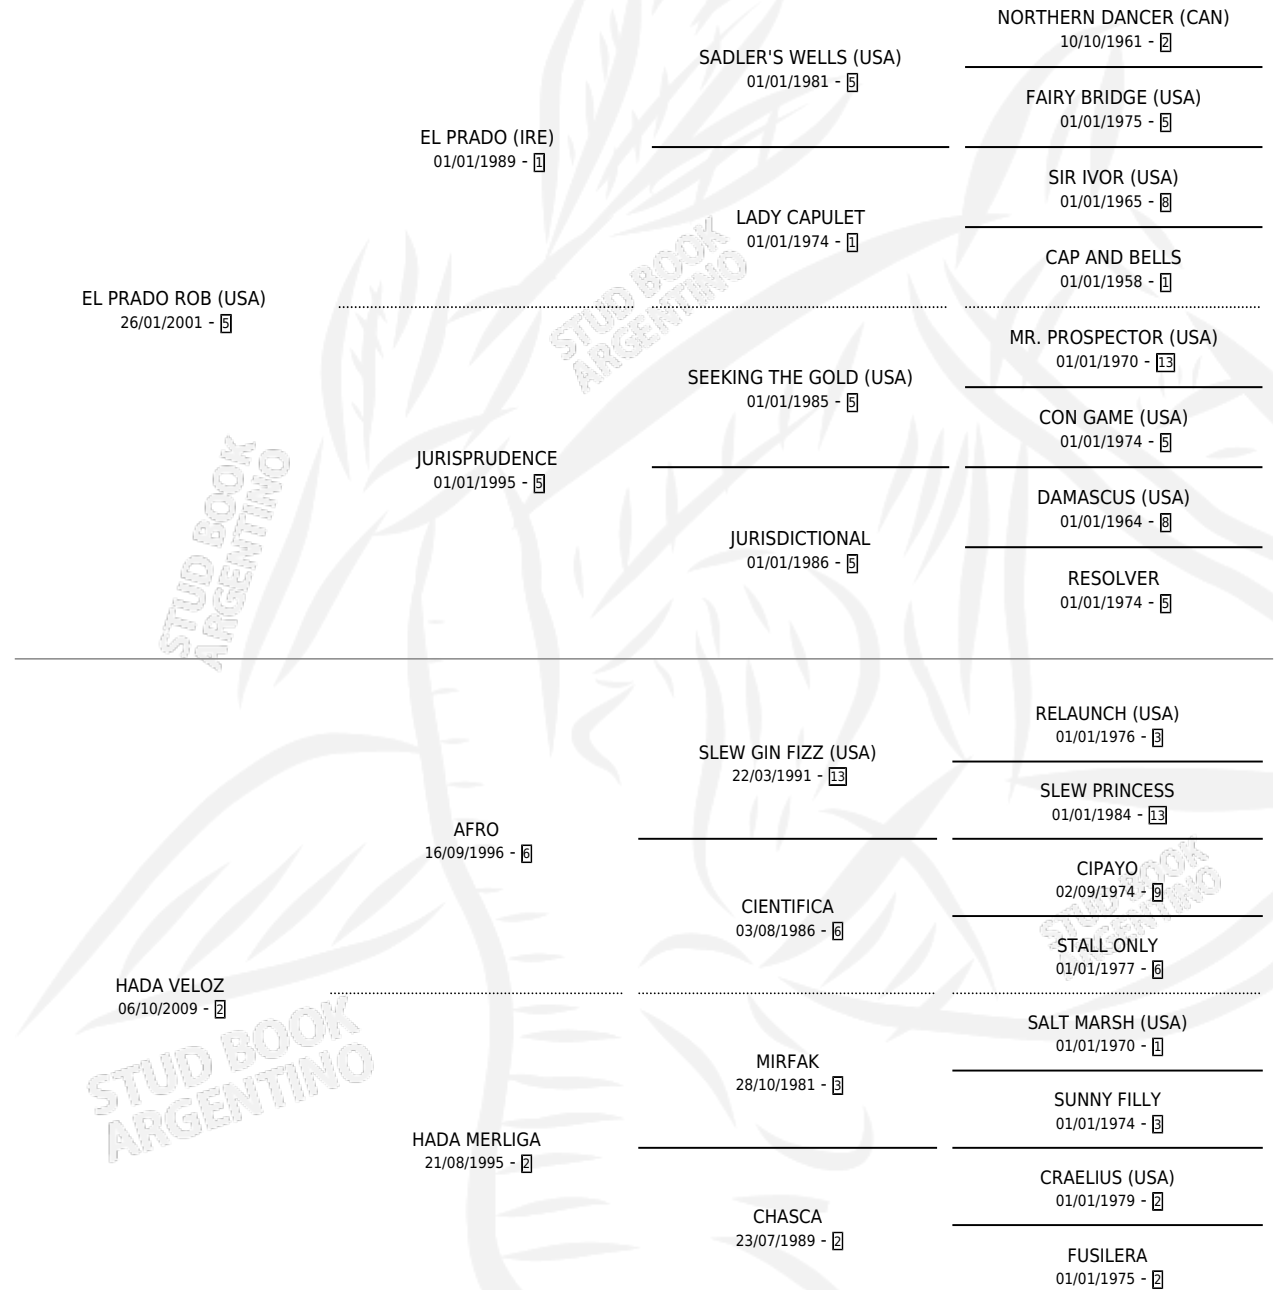 NORTHERN DANCER (CAN)
10/10/1961 - 2
SADLER'S WELLS (USA)
01/01/1981 - 5
FAIRY BRIDGE (USA)
01/01/1975 - 5
EL PRADO (IRE)
01/01/1989 - 1
SIR IVOR (USA)
01/01/1965 - 8
LADY CAPULET
01/01/1974 - 1
CAP AND BELLS
01/01/1958 - 1
EL PRADO ROB (USA)
26/01/2001 - 5
MR. PROSPECTOR (USA)
01/01/1970 - 13
SEEKING THE GOLD (USA)
01/01/1985 - 5
CON GAME (USA)
01/01/1974 - 5
JURISPRUDENCE
01/01/1995 - 5
DAMASCUS (USA)
01/01/1964 - 8
JURISDICTIONAL
01/01/1986 - 5
RESOLVER
01/01/1974 - 5
RELAUNCH (USA)
01/01/1976 - 3
SLEW GIN FIZZ (USA)
22/03/1991 - 13
SLEW PRINCESS
01/01/1984 - 13
AFRO
16/09/1996 - 6
CIPAYO
02/09/1974 - 9
CIENTIFICA
03/08/1986 - 6
STALL ONLY
01/01/1977 - 6
HADA VELOZ
06/10/2009 - 2
SALT MARSH (USA)
01/01/1970 - 1
MIRFAK
28/10/1981 - 3
SUNNY FILLY
01/01/1974 - 3
HADA MERLIGA
21/08/1995 - 2
CRAELIUS (USA)
01/01/1979 - 2
CHASCA
23/07/1989 - 2
FUSILERA
01/01/1975 - 2
STUD BOOK
ARGENTINO
STUD BOOK
ARGENTINO
STUD BOOK
ARGENTINO
STUD BOOK
ARGENTINO